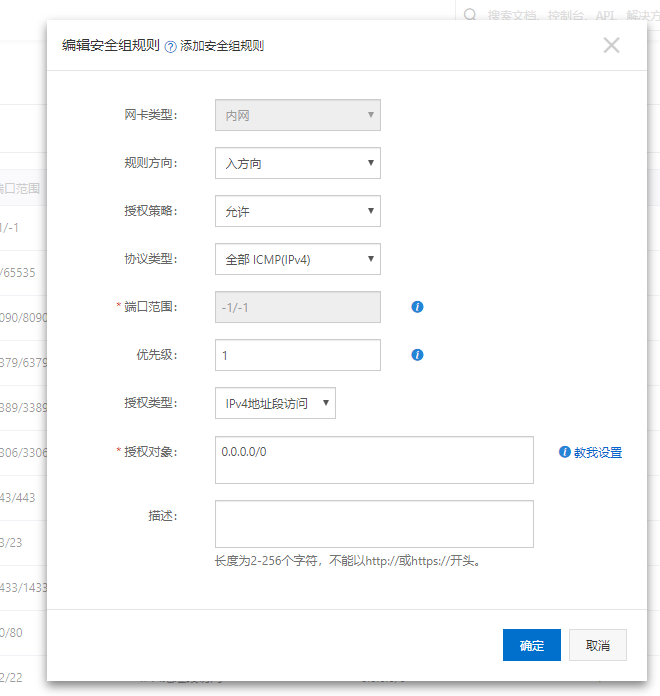 搜索文档、控制台、API、解决方
编辑安全组规则 添加安全组规则
网卡类型： 内网
端口范围
规则方向： 入方向
授权策略： 允许
1/-1
协议类型： 全部 ICMP(IPv4)
/65535
* 端口范围： -1/-1
090/8090
优先级： 1
379/6379
授权类型： IPv4地址段访问
389/3389
* 授权对象： 0.0.0.0/0 教我设置
306/3306
43/443
描述：
3/23
长度为2-256个字符，不能以http://或https://开头。
433/1433
0/80
确定 取消
2/22